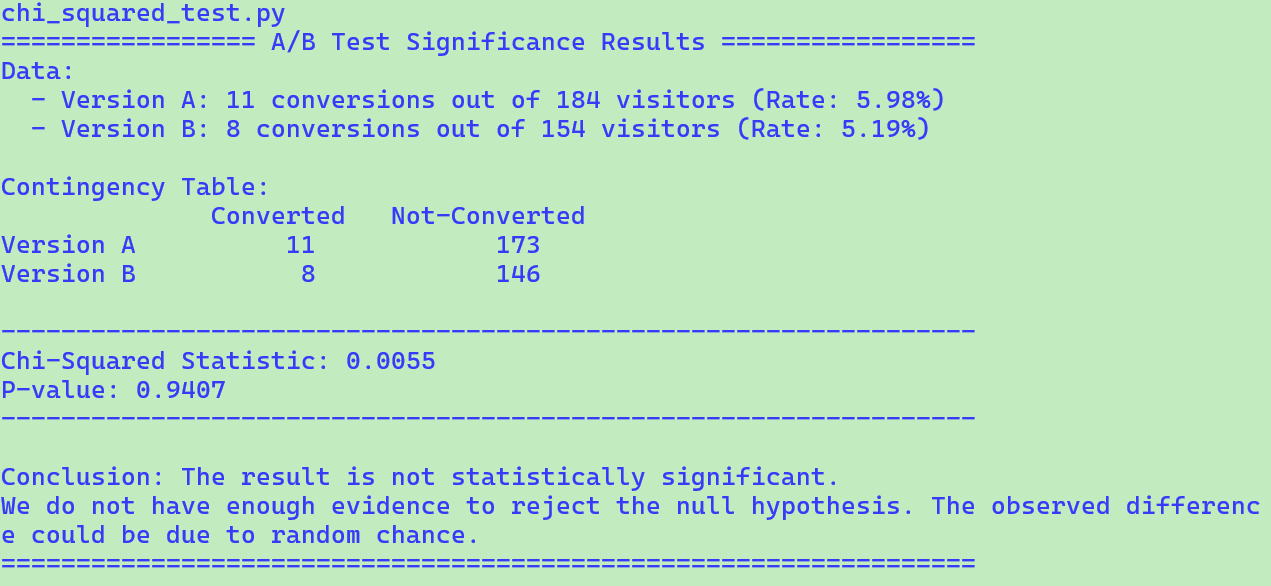 chi_squared_test.py
================= A/B Test Significance Results =================
Data:
  - Version A: 11 conversions out of 184 visitors (Rate: 5.98%)
  - Version B: 8 conversions out of 154 visitors (Rate: 5.19%)

Contingency Table:
              Converted   Not-Converted
Version A          11            173
Version B           8            146

-----------------------------------------------------------------
Chi-Squared Statistic: 0.0055
P-value: 0.9407
-----------------------------------------------------------------

Conclusion: The result is not statistically significant.
We do not have enough evidence to reject the null hypothesis. The observed differenc
e could be due to random chance.
=================================================================